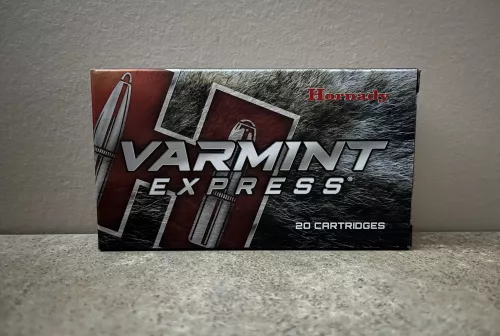 Hornady
VARMINT
EXPRESS®
20 CARTRIDGES